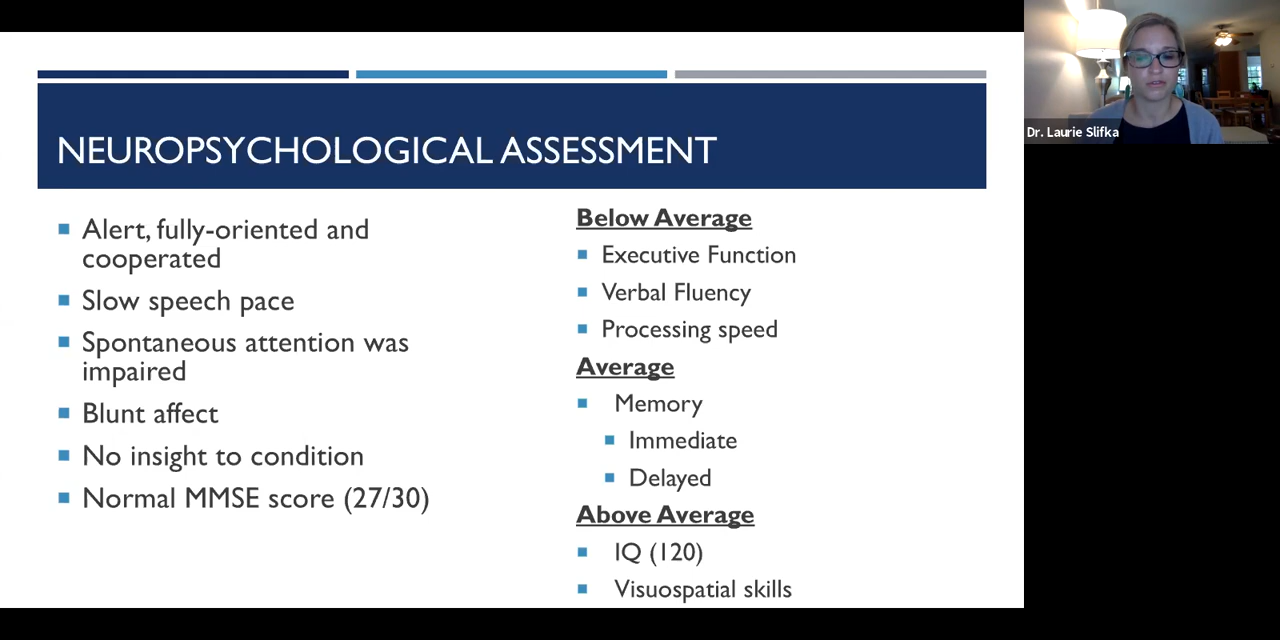 NEUROPSYCHOLOGICAL ASSESSMENT
Alert, fully-oriented and
cooperated
Slow speech pace
Spontaneous attention was
impaired
Blunt affect
No insight to condition
Normal MMSE score (27/30)
Below Average
Executive Function
Verbal Fluency
Processing speed
Average
Memory
Immediate
Delayed
Above Average
IQ (120)
Visuospatial skills
Dr. Laurie Slifka